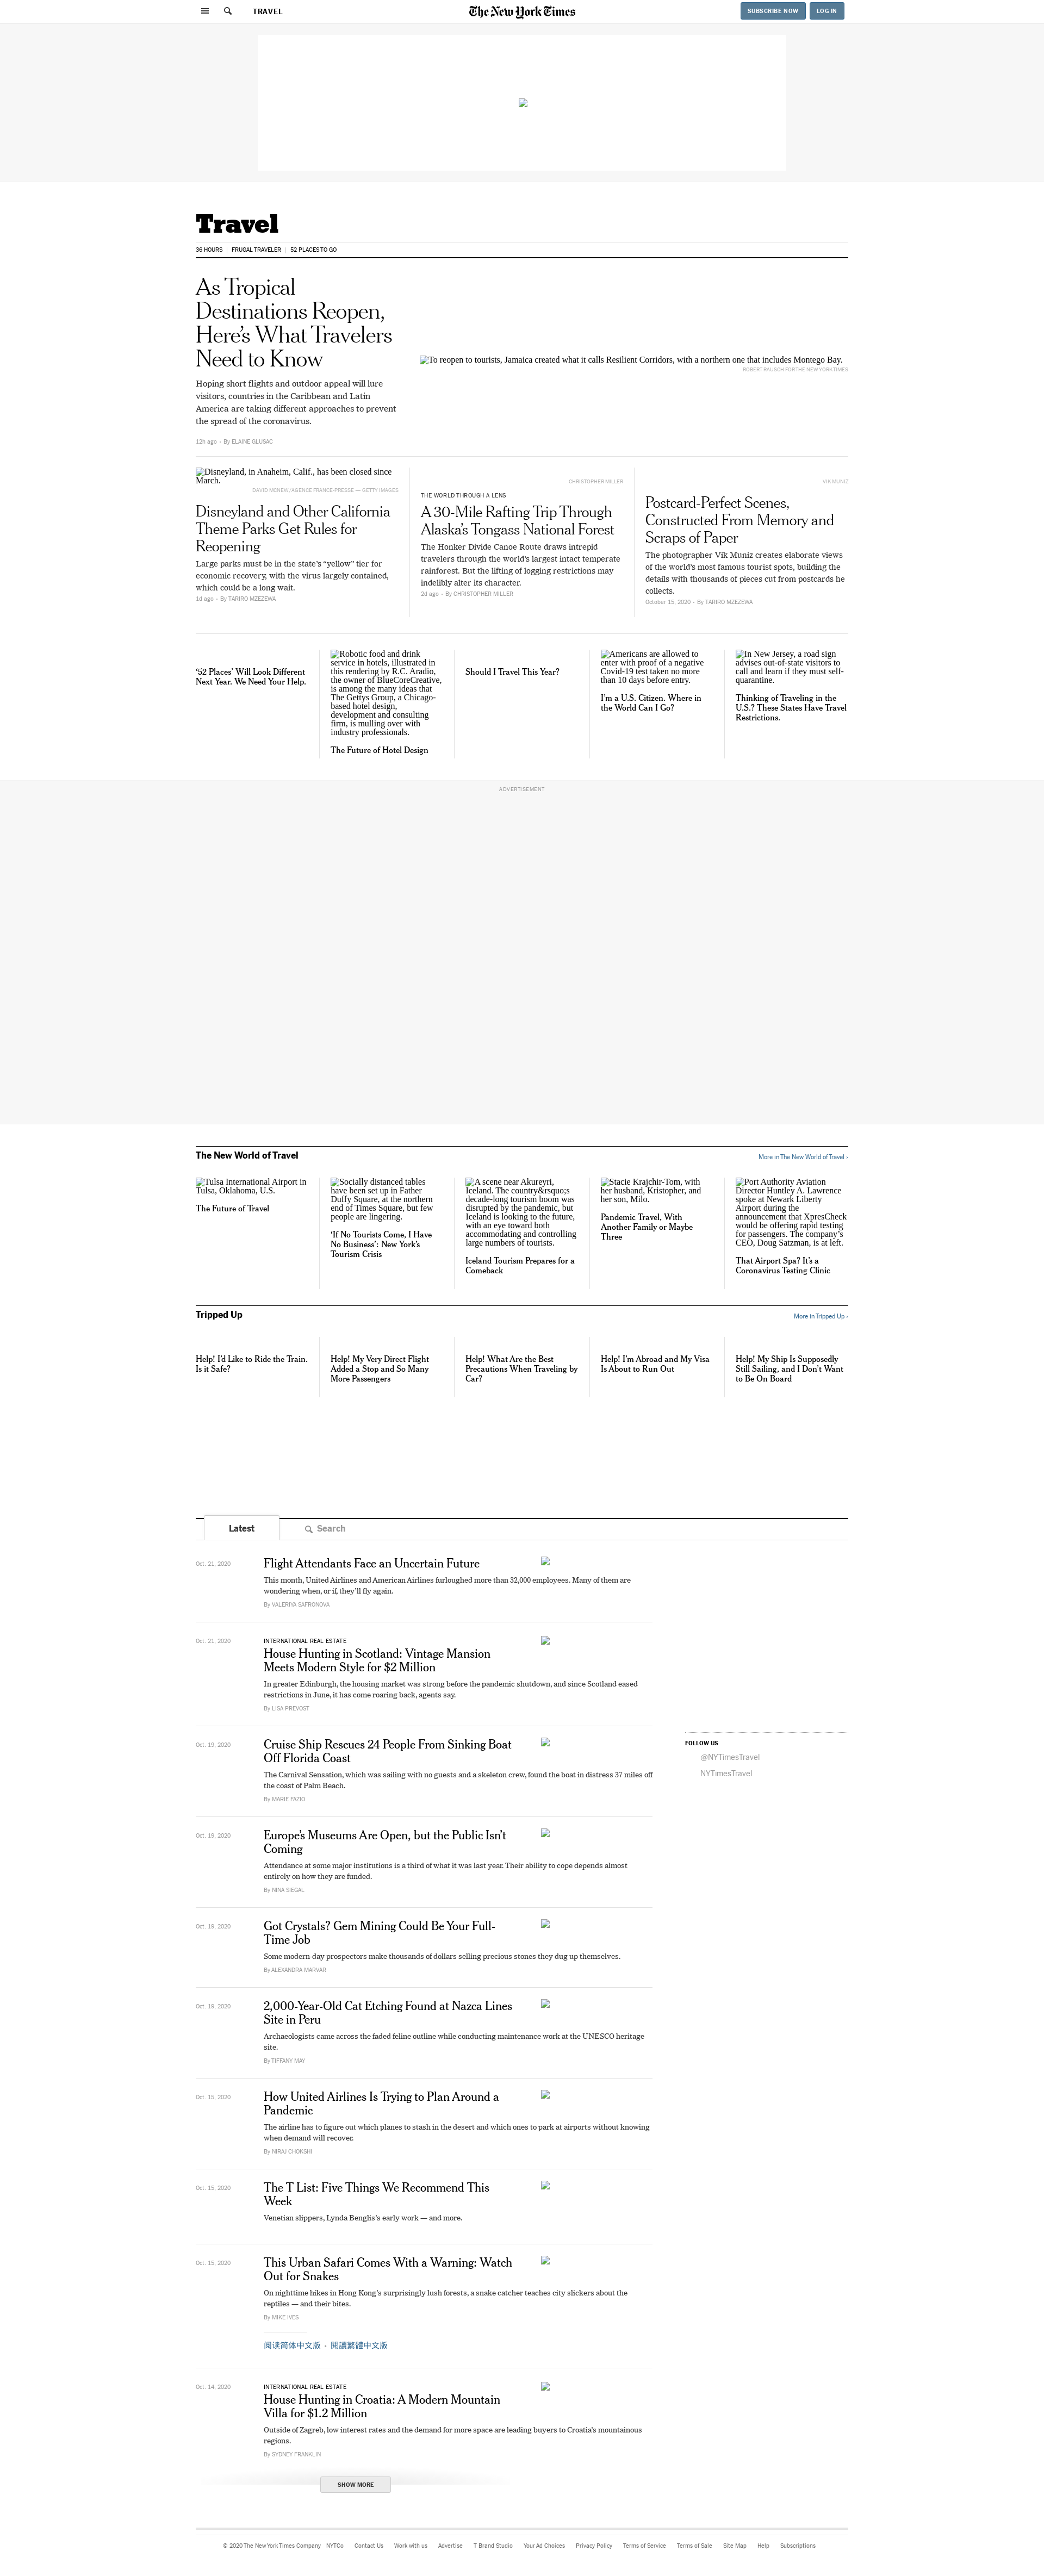 TRAVEL
The New York Times
SUBSCRIBE NOW
LOG IN
Travel
36 HOURS
FRUGAL TRAVELER
52 PLACES TO GO
As Tropical
Destinations Reopen,
Here’s What Travelers
Need to Know
Hoping short flights and outdoor appeal will lure
visitors, countries in the Caribbean and Latin
America are taking different approaches to prevent
the spread of the coronavirus.
12h ago - By ELAINE GLUSAC
To reopen to tourists, Jamaica created what it calls Resilient Corridors, with a northern one that includes Montego Bay.
ROBERT RAUSCH FOR THE NEW YORK TIMES
Disneyland, in Anaheim, Calif., has been closed since
March.
DAVID MCNEW/AGENCE FRANCE-PRESSE — GETTY IMAGES
Disneyland and Other California
Theme Parks Get Rules for
Reopening
Large parks must be in the state’s “yellow” tier for
economic recovery, with the virus largely contained,
which could be a long wait.
1d ago - By TARIRO MZEZEWA
CHRISTOPHER MILLER
THE WORLD THROUGH A LENS
A 30-Mile Rafting Trip Through
Alaska’s Tongass National Forest
The Honker Divide Canoe Route draws intrepid
travelers through the world’s largest intact temperate
rainforest. But the lifting of logging restrictions may
indelibly alter its character.
2d ago - By CHRISTOPHER MILLER
VIK MUNIZ
Postcard-Perfect Scenes,
Constructed From Memory and
Scraps of Paper
The photographer Vik Muniz creates elaborate views
of the world’s most famous tourist spots, building the
details with thousands of pieces cut from postcards he
collects.
October 15, 2020 - By TARIRO MZEZEWA
‘52 Places’ Will Look Different
Next Year. We Need Your Help.
Robotic food and drink
service in hotels, illustrated in
this rendering by R.C. Aradio,
the owner of BlueCoreCreative,
is among the many ideas that
The Gettys Group, a Chicago-
based hotel design,
development and consulting
firm, is mulling over with
industry professionals.
The Future of Hotel Design
Should I Travel This Year?
Americans are allowed to
enter with proof of a negative
Covid-19 test taken no more
than 10 days before entry.
I’m a U.S. Citizen. Where in
the World Can I Go?
In New Jersey, a road sign
advises out-of-state visitors to
call and learn if they must self-
quarantine.
Thinking of Traveling in the
U.S.? These States Have Travel
Restrictions.
ADVERTISEMENT
The New World of Travel
More in The New World of Travel ›
Tulsa International Airport in
Tulsa, Oklahoma, U.S.
The Future of Travel
Socially distanced tables
have been set up in Father
Duffy Square, at the northern
end of Times Square, but few
people are lingering.
‘If No Tourists Come, I Have
No Business’: New York’s
Tourism Crisis
A scene near Akureyri,
Iceland. The country&rsquo;s
decade-long tourism boom was
disrupted by the pandemic, but
Iceland is looking to the future,
with an eye toward both
accommodating and controlling
large numbers of tourists.
Iceland Tourism Prepares for a
Comeback
Stacie Krajchir-Tom, with
her husband, Kristopher, and
her son, Milo.
Pandemic Travel, With
Another Family or Maybe
Three
Port Authority Aviation
Director Huntley A. Lawrence
spoke at Newark Liberty
Airport during the
announcement that XpresCheck
would be offering rapid testing
for passengers. The company’s
CEO, Doug Satzman, is at left.
That Airport Spa? It’s a
Coronavirus Testing Clinic
Tripped Up
More in Tripped Up ›
Help! I’d Like to Ride the Train.
Is it Safe?
Help! My Very Direct Flight
Added a Stop and So Many
More Passengers
Help! What Are the Best
Precautions When Traveling by
Car?
Help! I’m Abroad and My Visa
Is About to Run Out
Help! My Ship Is Supposedly
Still Sailing, and I Don’t Want
to Be On Board
Latest
Search
Oct. 21, 2020
Flight Attendants Face an Uncertain Future
This month, United Airlines and American Airlines furloughed more than 32,000 employees. Many of them are
wondering when, or if, they’ll fly again.
By VALERIYA SAFRONOVA
Oct. 21, 2020
INTERNATIONAL REAL ESTATE
House Hunting in Scotland: Vintage Mansion
Meets Modern Style for $2 Million
In greater Edinburgh, the housing market was strong before the pandemic shutdown, and since Scotland eased
restrictions in June, it has come roaring back, agents say.
By LISA PREVOST
Oct. 19, 2020
Cruise Ship Rescues 24 People From Sinking Boat
Off Florida Coast
The Carnival Sensation, which was sailing with no guests and a skeleton crew, found the boat in distress 37 miles off
the coast of Palm Beach.
By MARIE FAZIO
FOLLOW US
@NYTimesTravel
NYTimesTravel
Oct. 19, 2020
Europe’s Museums Are Open, but the Public Isn’t
Coming
Attendance at some major institutions is a third of what it was last year. Their ability to cope depends almost
entirely on how they are funded.
By NINA SIEGAL
Oct. 19, 2020
Got Crystals? Gem Mining Could Be Your Full-
Time Job
Some modern-day prospectors make thousands of dollars selling precious stones they dug up themselves.
By ALEXANDRA MARVAR
Oct. 19, 2020
2,000-Year-Old Cat Etching Found at Nazca Lines
Site in Peru
Archaeologists came across the faded feline outline while conducting maintenance work at the UNESCO heritage
site.
By TIFFANY MAY
Oct. 15, 2020
How United Airlines Is Trying to Plan Around a
Pandemic
The airline has to figure out which planes to stash in the desert and which ones to park at airports without knowing
when demand will recover.
By NIRAJ CHOKSHI
Oct. 15, 2020
The T List: Five Things We Recommend This
Week
Venetian slippers, Lynda Benglis’s early work — and more.
Oct. 15, 2020
This Urban Safari Comes With a Warning: Watch
Out for Snakes
On nighttime hikes in Hong Kong’s surprisingly lush forests, a snake catcher teaches city slickers about the
reptiles — and their bites.
By MIKE IVES
阅读简体中文版 • 閱讀繁體中文版
Oct. 14, 2020
INTERNATIONAL REAL ESTATE
House Hunting in Croatia: A Modern Mountain
Villa for $1.2 Million
Outside of Zagreb, low interest rates and the demand for more space are leading buyers to Croatia’s mountainous
regions.
By SYDNEY FRANKLIN
SHOW MORE
© 2020 The New York Times Company NYTCo Contact Us Work with us Advertise T Brand Studio Your Ad Choices Privacy Policy Terms of Service Terms of Sale Site Map Help Subscriptions